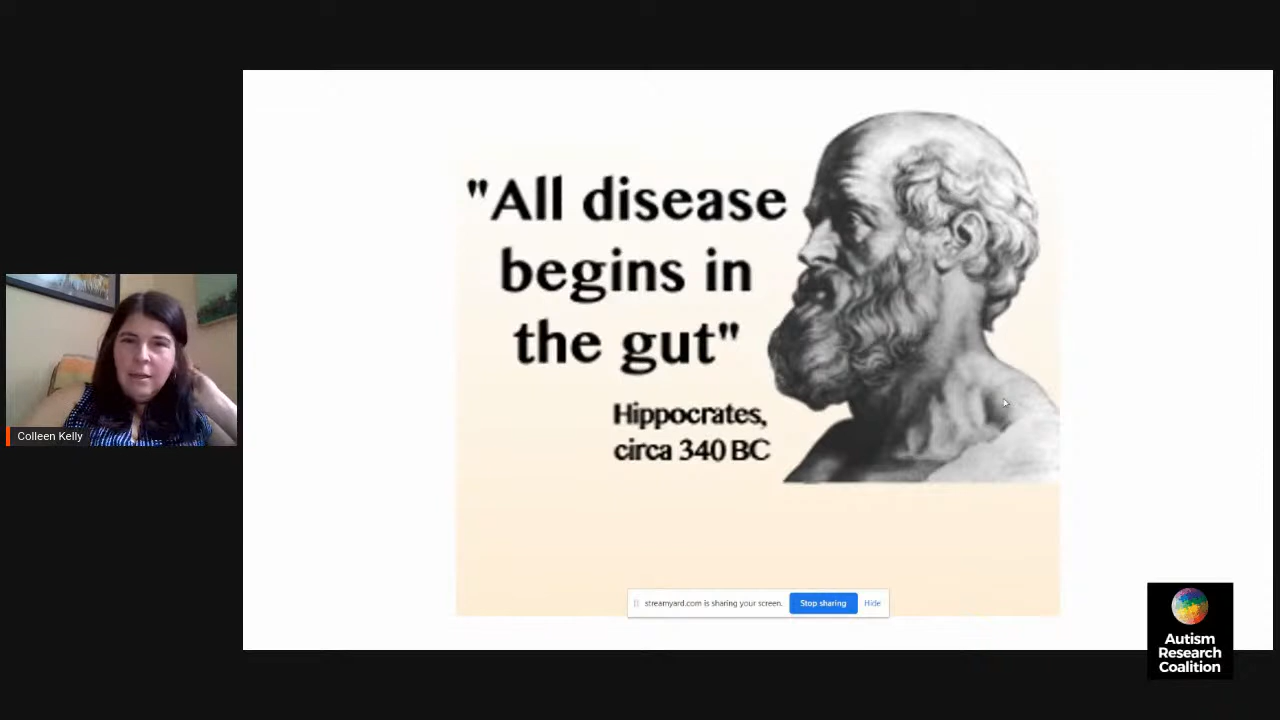 "All disease
begins in
the gut"
Hippocrates,
circa 340 BC
Colleen Kelly
streamyard.com is sharing your screen.
Stop sharing
Hide
Autism
Research
Coalition